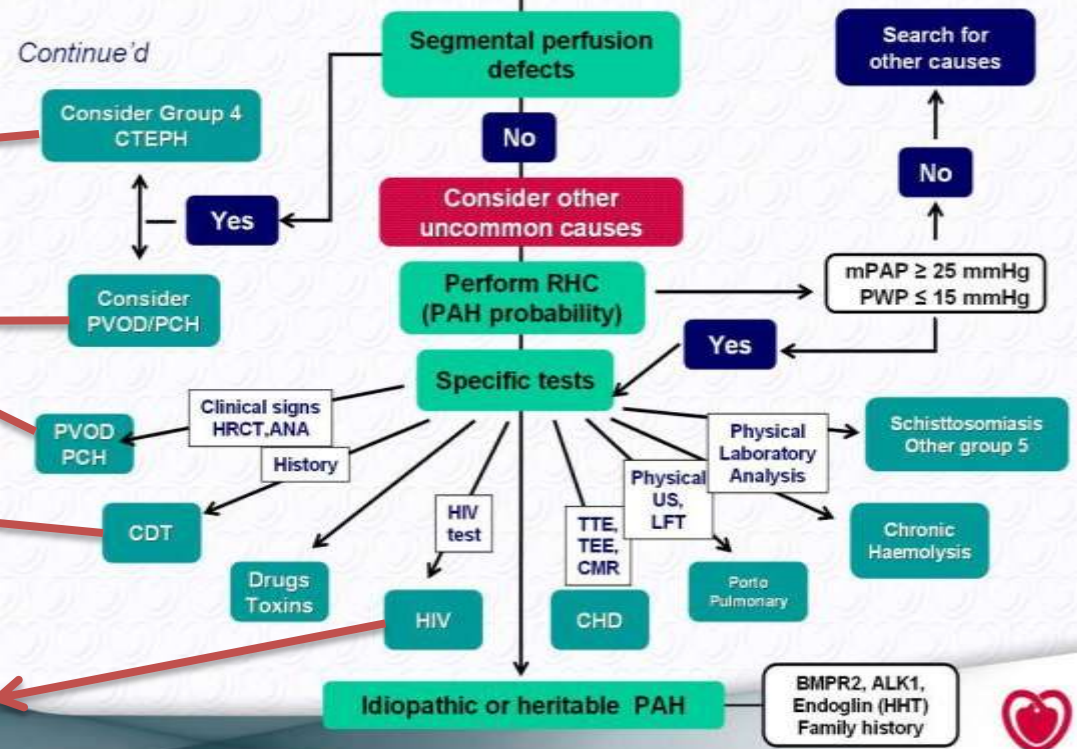 Continue'd
Segmental perfusion
defects
Search for
other causes
Consider Group 4
CTEPH
No
No
Yes
Consider other
uncommon causes
Consider
PVOD/PCH
Perform RHC
(PAH probability)
mPAP ≥ 25 mmHg
PWP ≤ 15 mmHg
Yes
Specific tests
Clinical signs
HRCT,ANA
PVOD
PCH
History
Physical
Laboratory
Analysis
Schisttosomiasis
Other group 5
CDT
HIV
test
TTE,
TEE,
CMR
Physical
US,
LFT
Chronic
Haemolysis
Drugs
Toxins
HIV
CHD
Porto
Pulmonary
Idiopathic or heritable PAH
BMPR2, ALK1,
Endoglin (HHT)
Family history